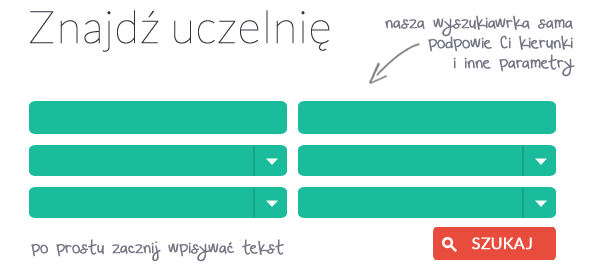 Znajdź uczelnię
nasza wyszukiawrka sama
podpowie Ci kierunki
i inne parametry
po prostu zacznij wpisywać tekst
SZUKAJ